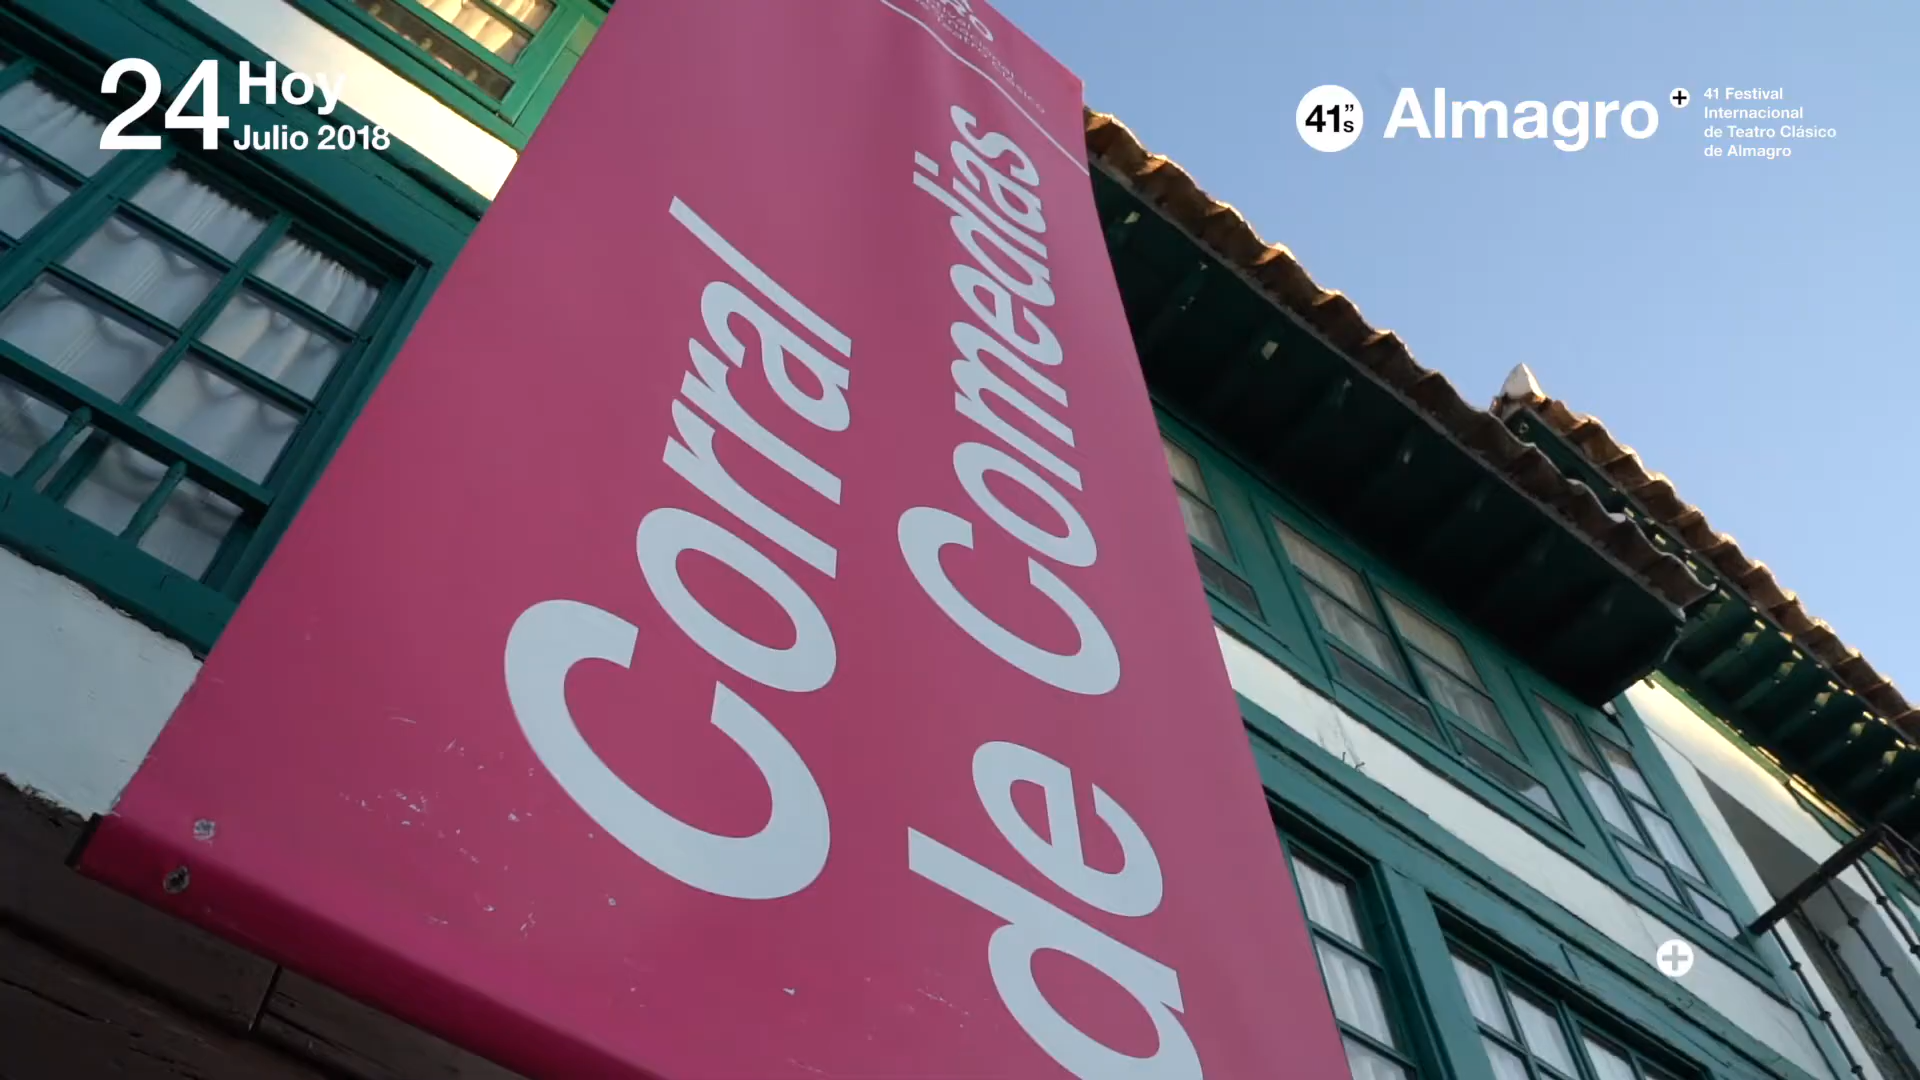 24 Hoy
Julio 2018
41”s
Almagro+
41 Festival
Internacional
de Teatro Clásico
de Almagro
Corral
de Comedias